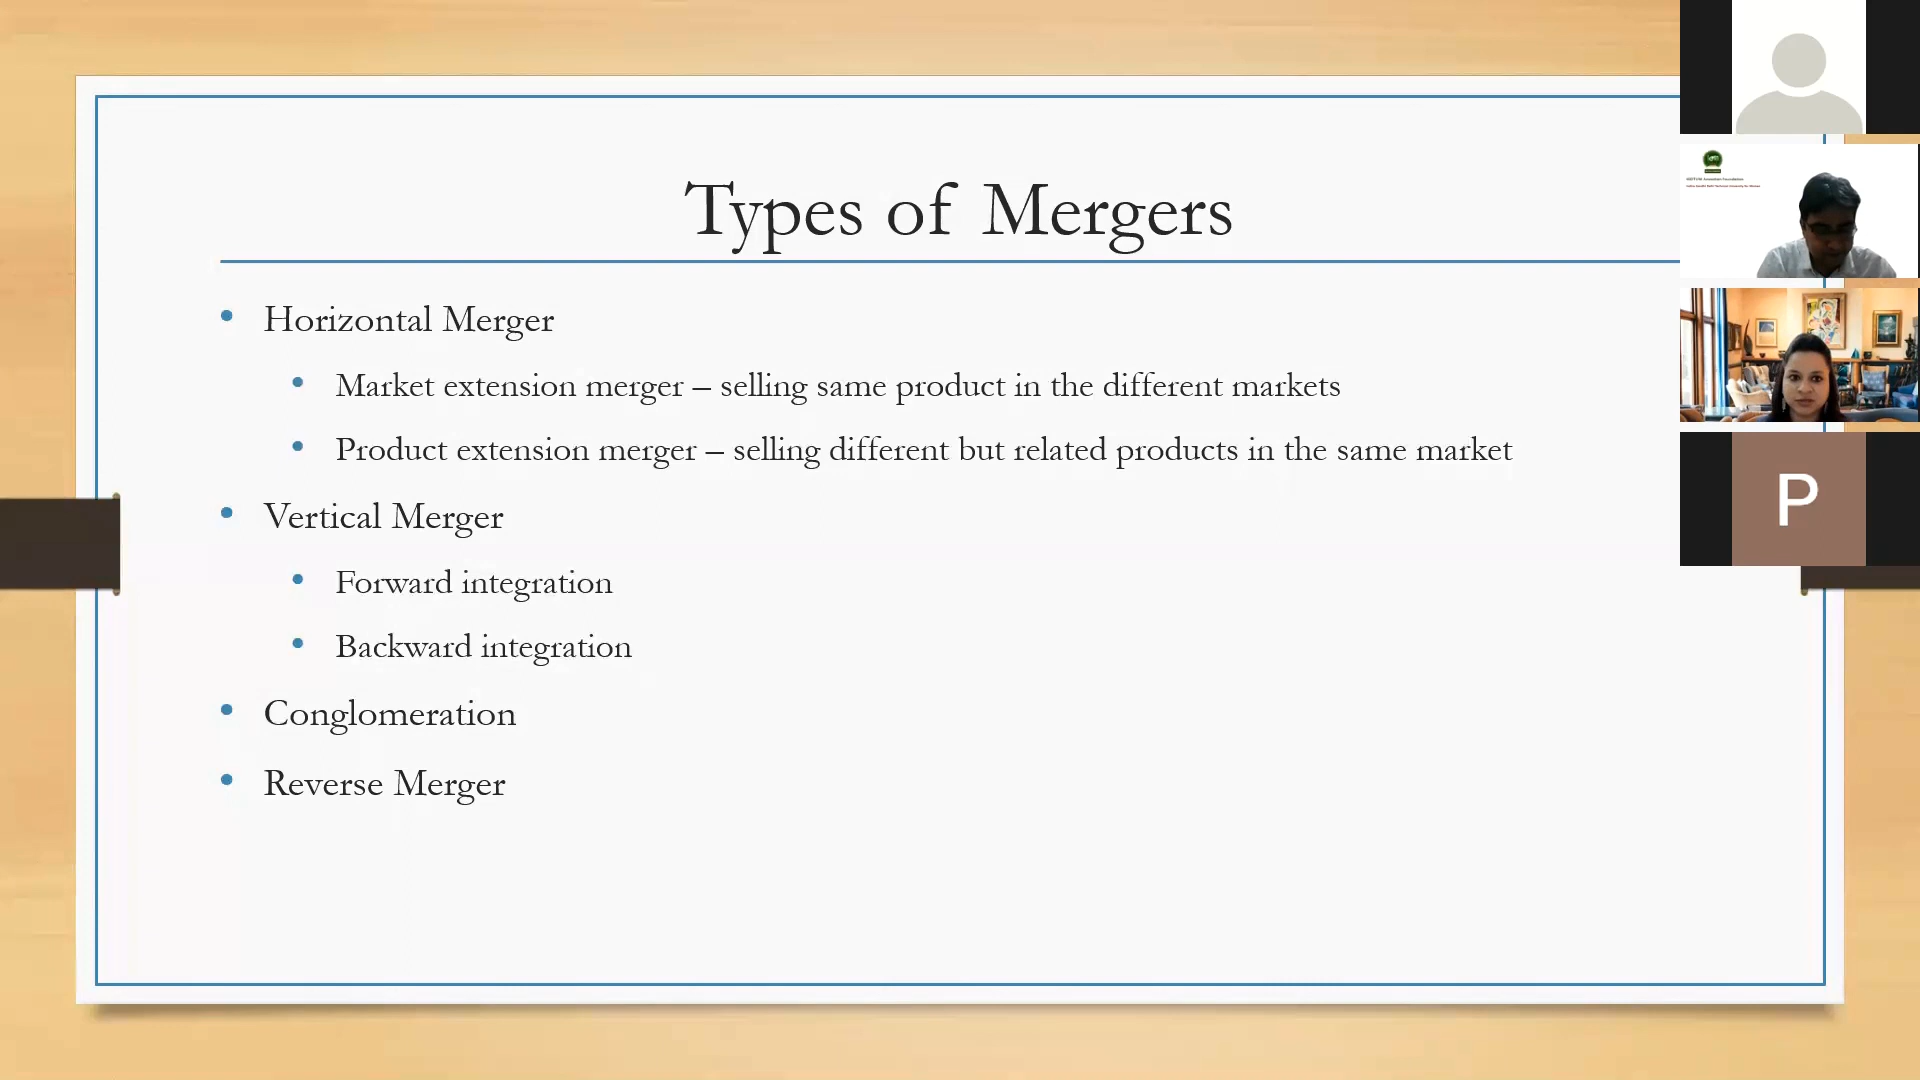 Types of Mergers
Horizontal Merger
Market extension merger – selling same product in the different markets
Product extension merger – selling different but related products in the same market
Vertical Merger
Forward integration
Backward integration
Conglomeration
Reverse Merger
P